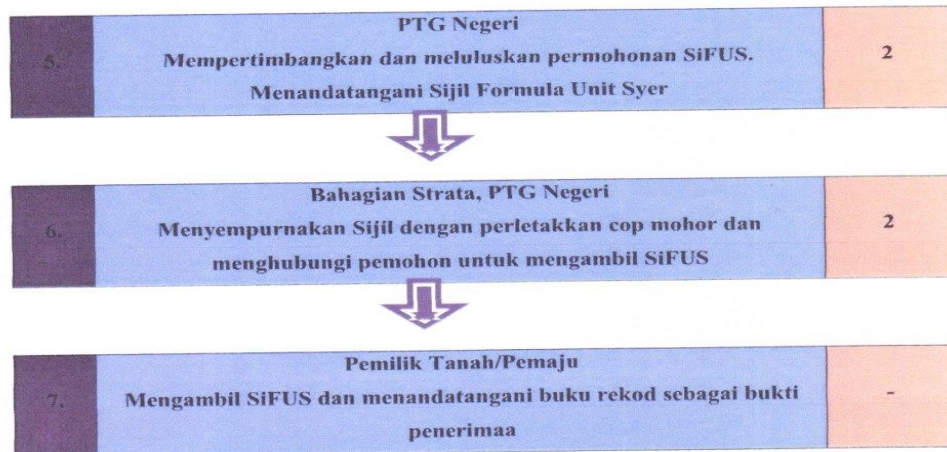 PTG Negeri
5. Mempertimbangkan dan meluluskan permohonan SiFUS. 2
Menandatangani Sijil Formula Unit Syer
Bahagian Strata, PTG Negeri
6. Menyempurnakan Sijil dengan perletakkan cop mohor dan 2
menghubungi pemohon untuk mengambil SiFUS
Pemilik Tanah/Pemaju
7. Mengambil SiFUS dan menandatangani buku rekod sebagai bukti -
penerimaa